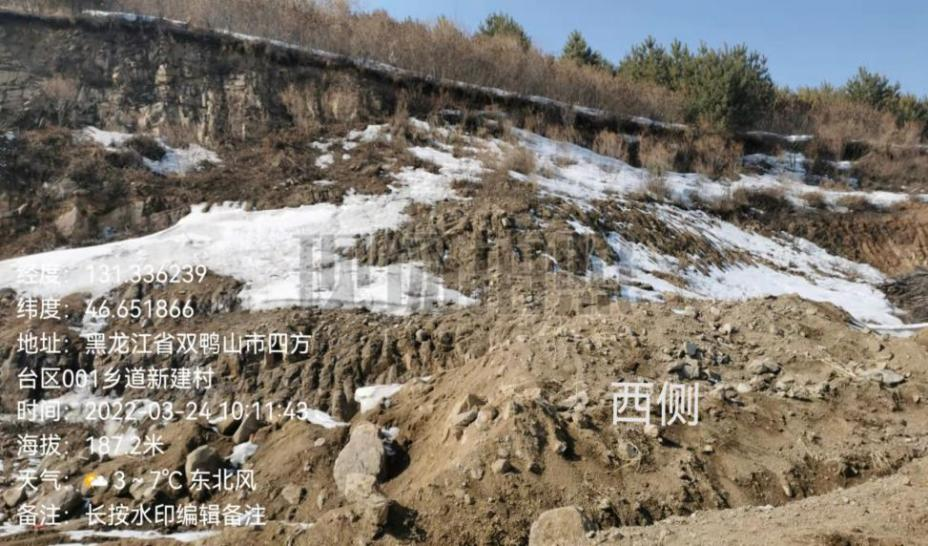 经度：131.336239
纬度：46.651866
地址：黑龙江省双鸭山市四方
台区001乡道新建村
时间：2022-03-24 10:11:43
海拔：187.2米
天气：3～7℃ 东北风
备注：长按水印编辑备注
西侧